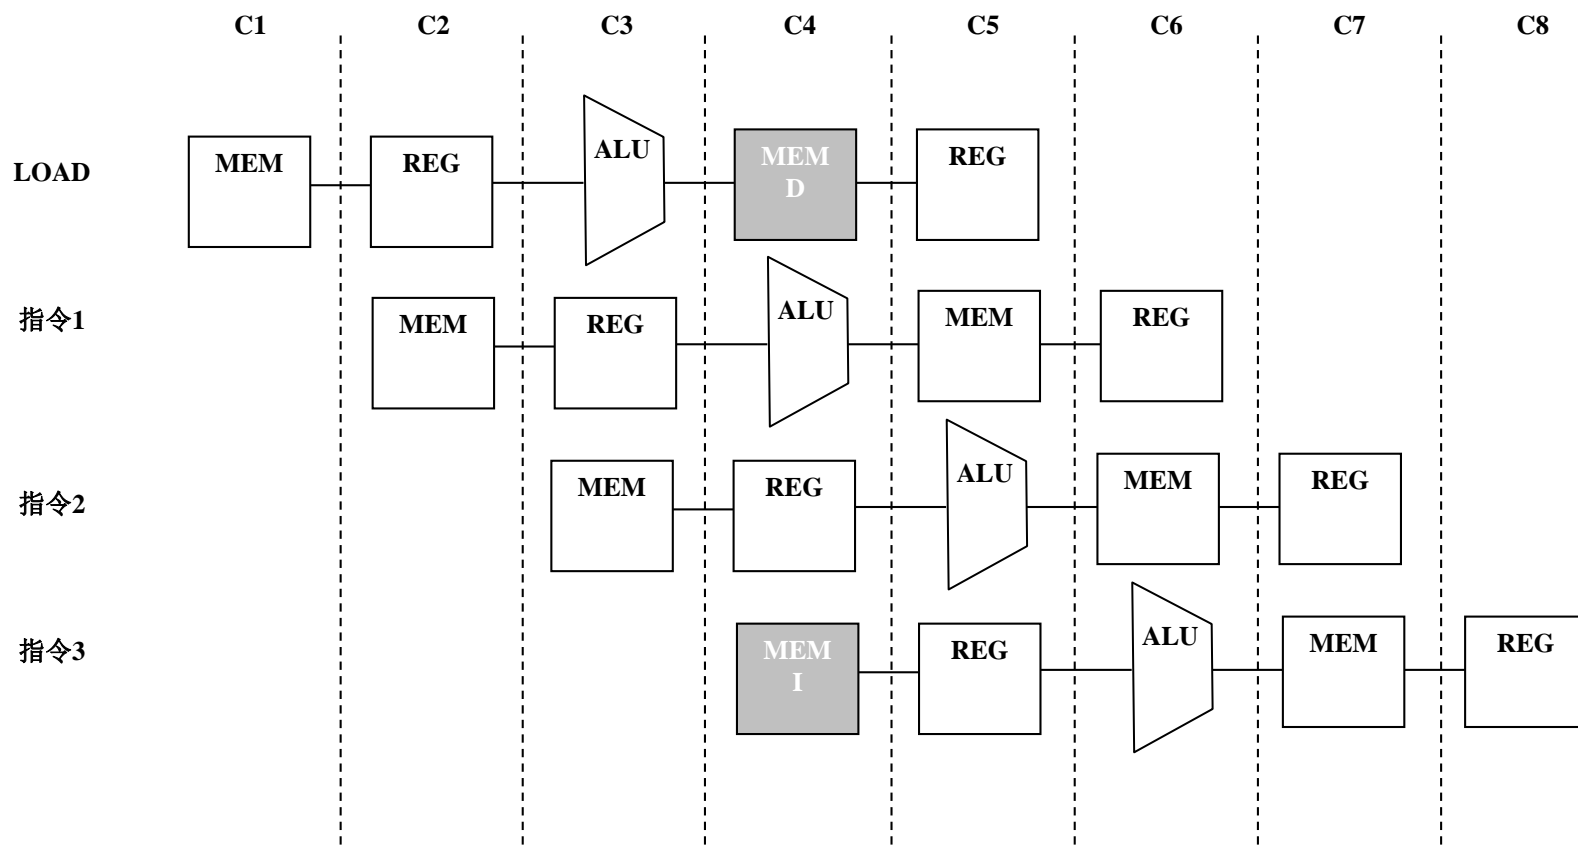 C1 C2 C3 C4 C5 C6 C7 C8
LOAD MEM REG ALU MEM D REG
指令1 MEM REG ALU MEM REG
指令2 MEM REG ALU MEM REG
指令3 MEM I REG ALU MEM REG